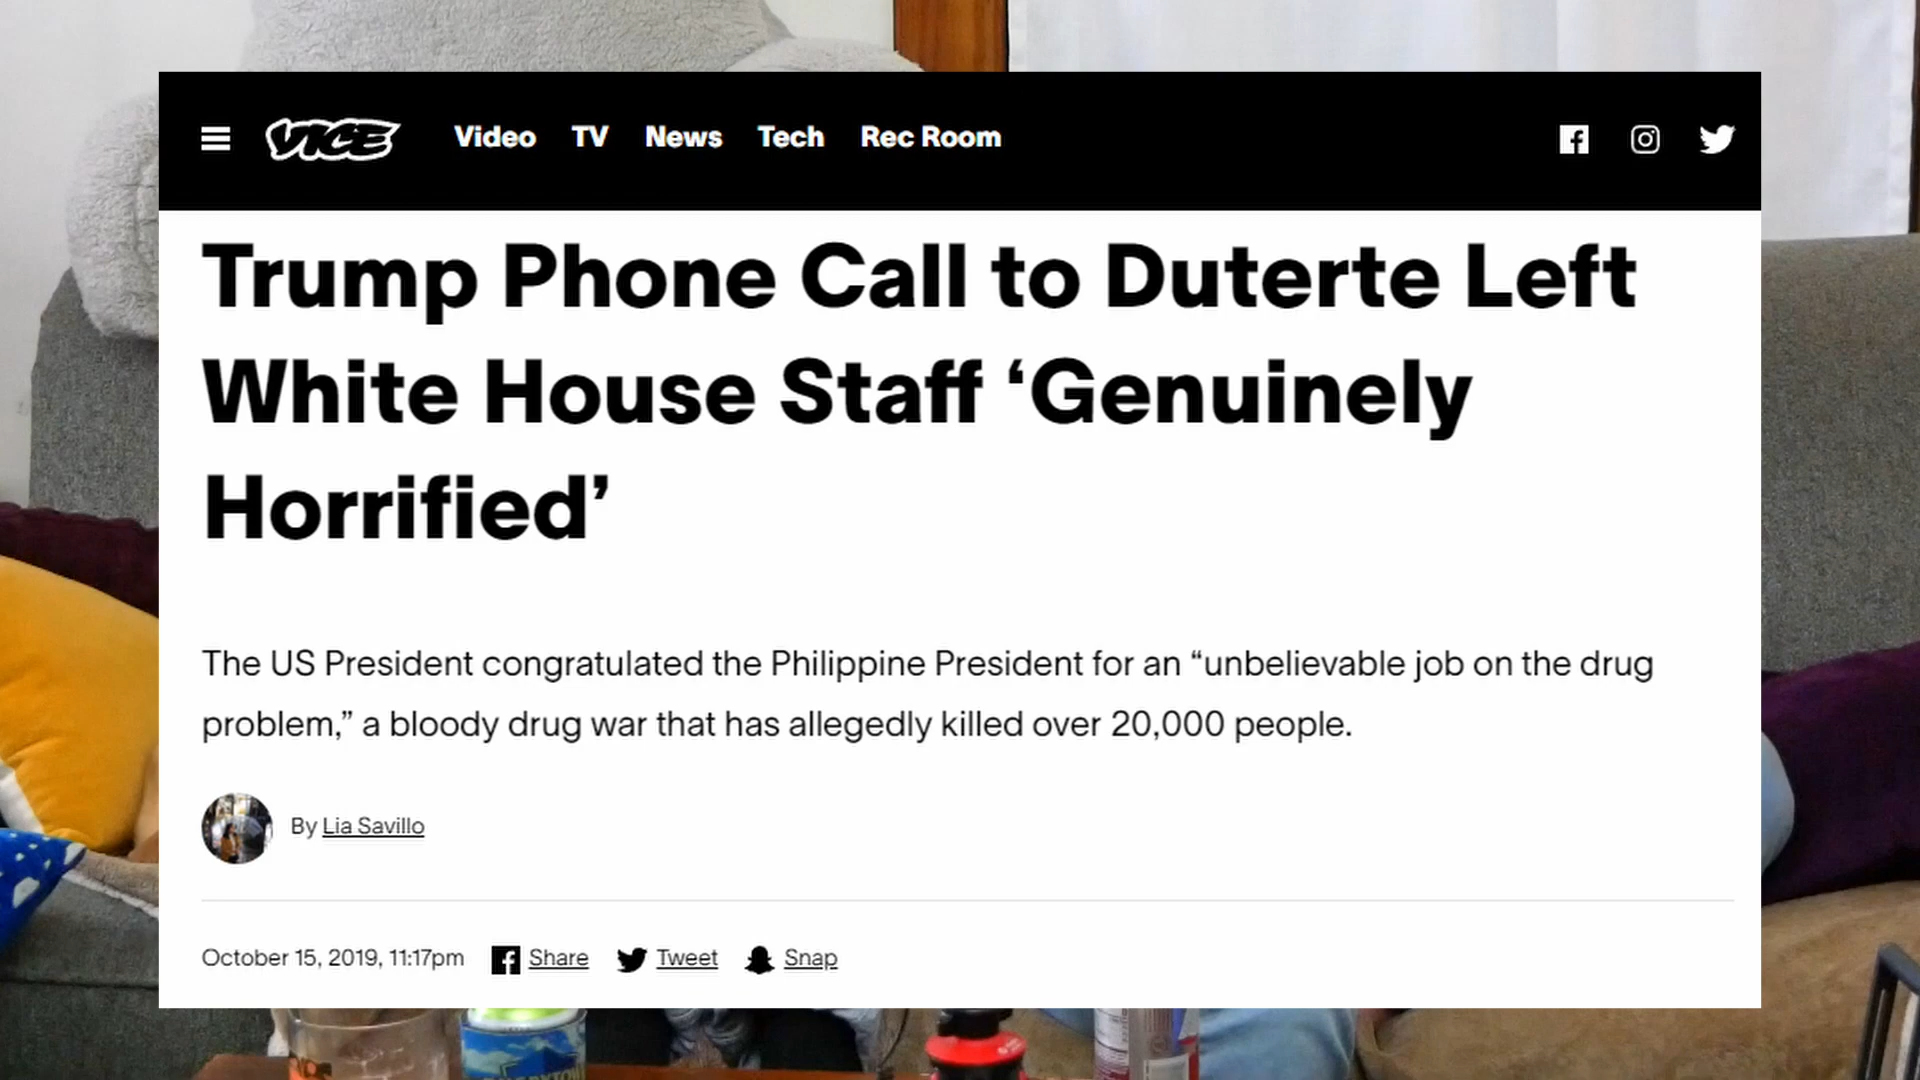 VICE Video TV News Tech Rec Room
Trump Phone Call to Duterte Left
White House Staff ‘Genuinely
Horrified’
The US President congratulated the Philippine President for an “unbelievable job on the drug
problem,” a bloody drug war that has allegedly killed over 20,000 people.
By Lia Savillo
October 15, 2019, 11:17pm Share Tweet Snap